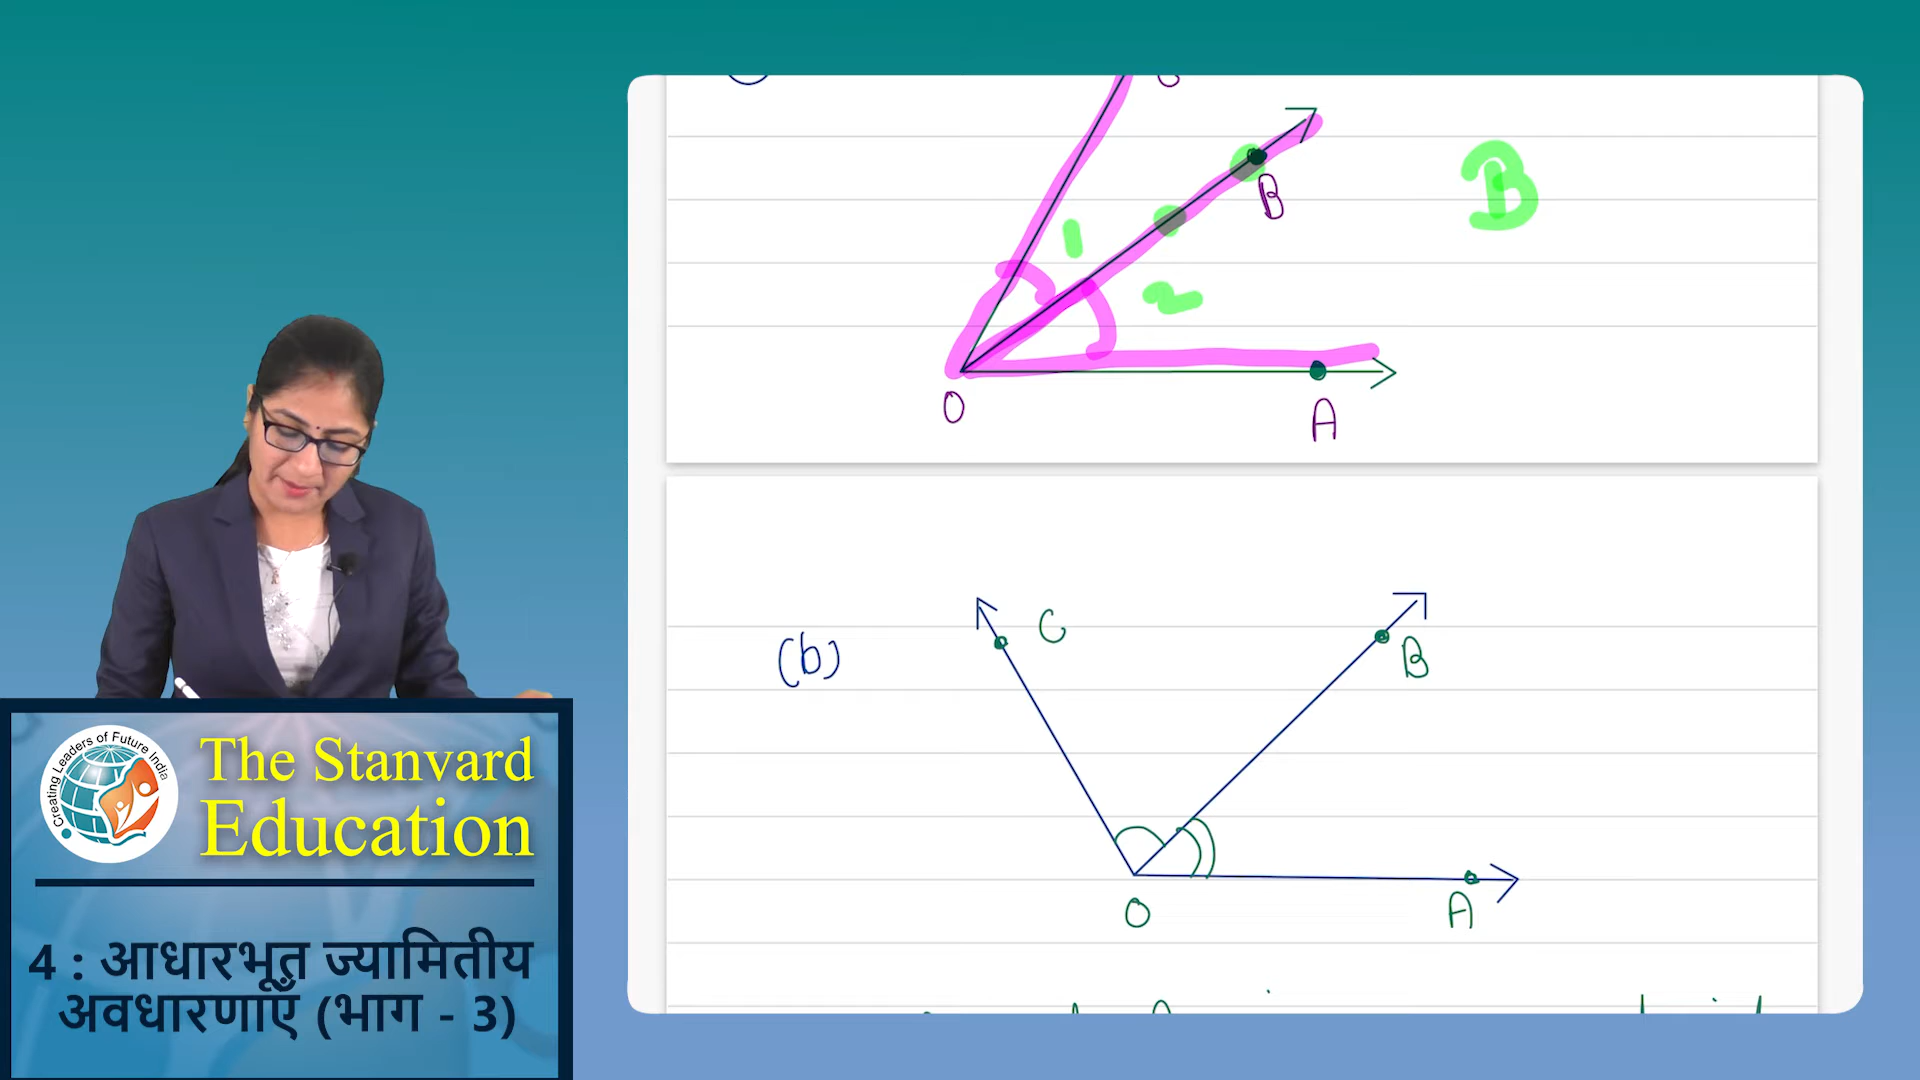 C
B
B
1
2
O
A
(b)
C
B
O
A
Creating Leaders of Future India
The Stanvard
Education
4 : आधारभूत ज्यामितीय
अवधारणाएँ (भाग - 3)